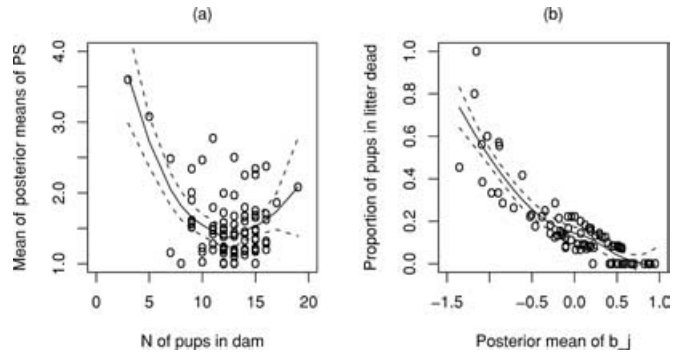 (a)
Mean of posterior means of PS
4.0
3.0
2.0
1.0
0 5 10 15 20
N of pups in dam
(b)
Proportion of pups in litter dead
1.0
0.8
0.6
0.4
0.2
0.0
−1.5 −0.5 0.0 0.5 1.0
Posterior mean of b_j